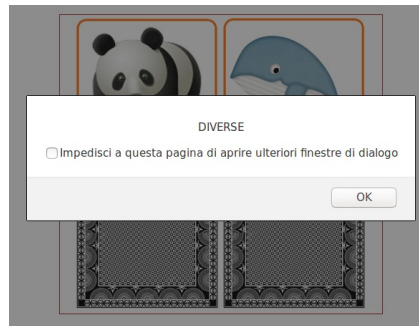 DIVERSE
Impedisci a questa pagina di aprire ulteriori finestre di dialogo
OK